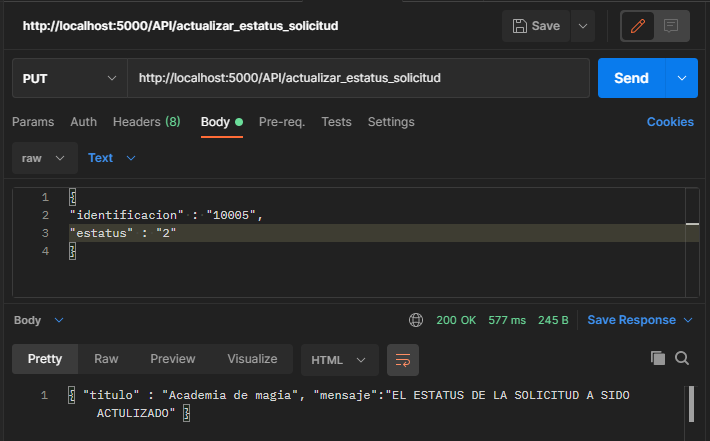 http://localhost:5000/API/actualizar_estatus_solicitud
Save
PUT
http://localhost:5000/API/actualizar_estatus_solicitud
Send
Params Auth Headers (8) Body Pre-req. Tests Settings Cookies
raw Text
1 {
2 "identificacion" : "10005",
3 "estatus" : "2"
4 }
Body 200 OK 577 ms 245 B Save Response
Pretty Raw Preview Visualize HTML
1 { "titulo" : "Academia de magia", "mensaje":"EL ESTATUS DE LA SOLICITUD A SIDO
ACTULIZADO" }